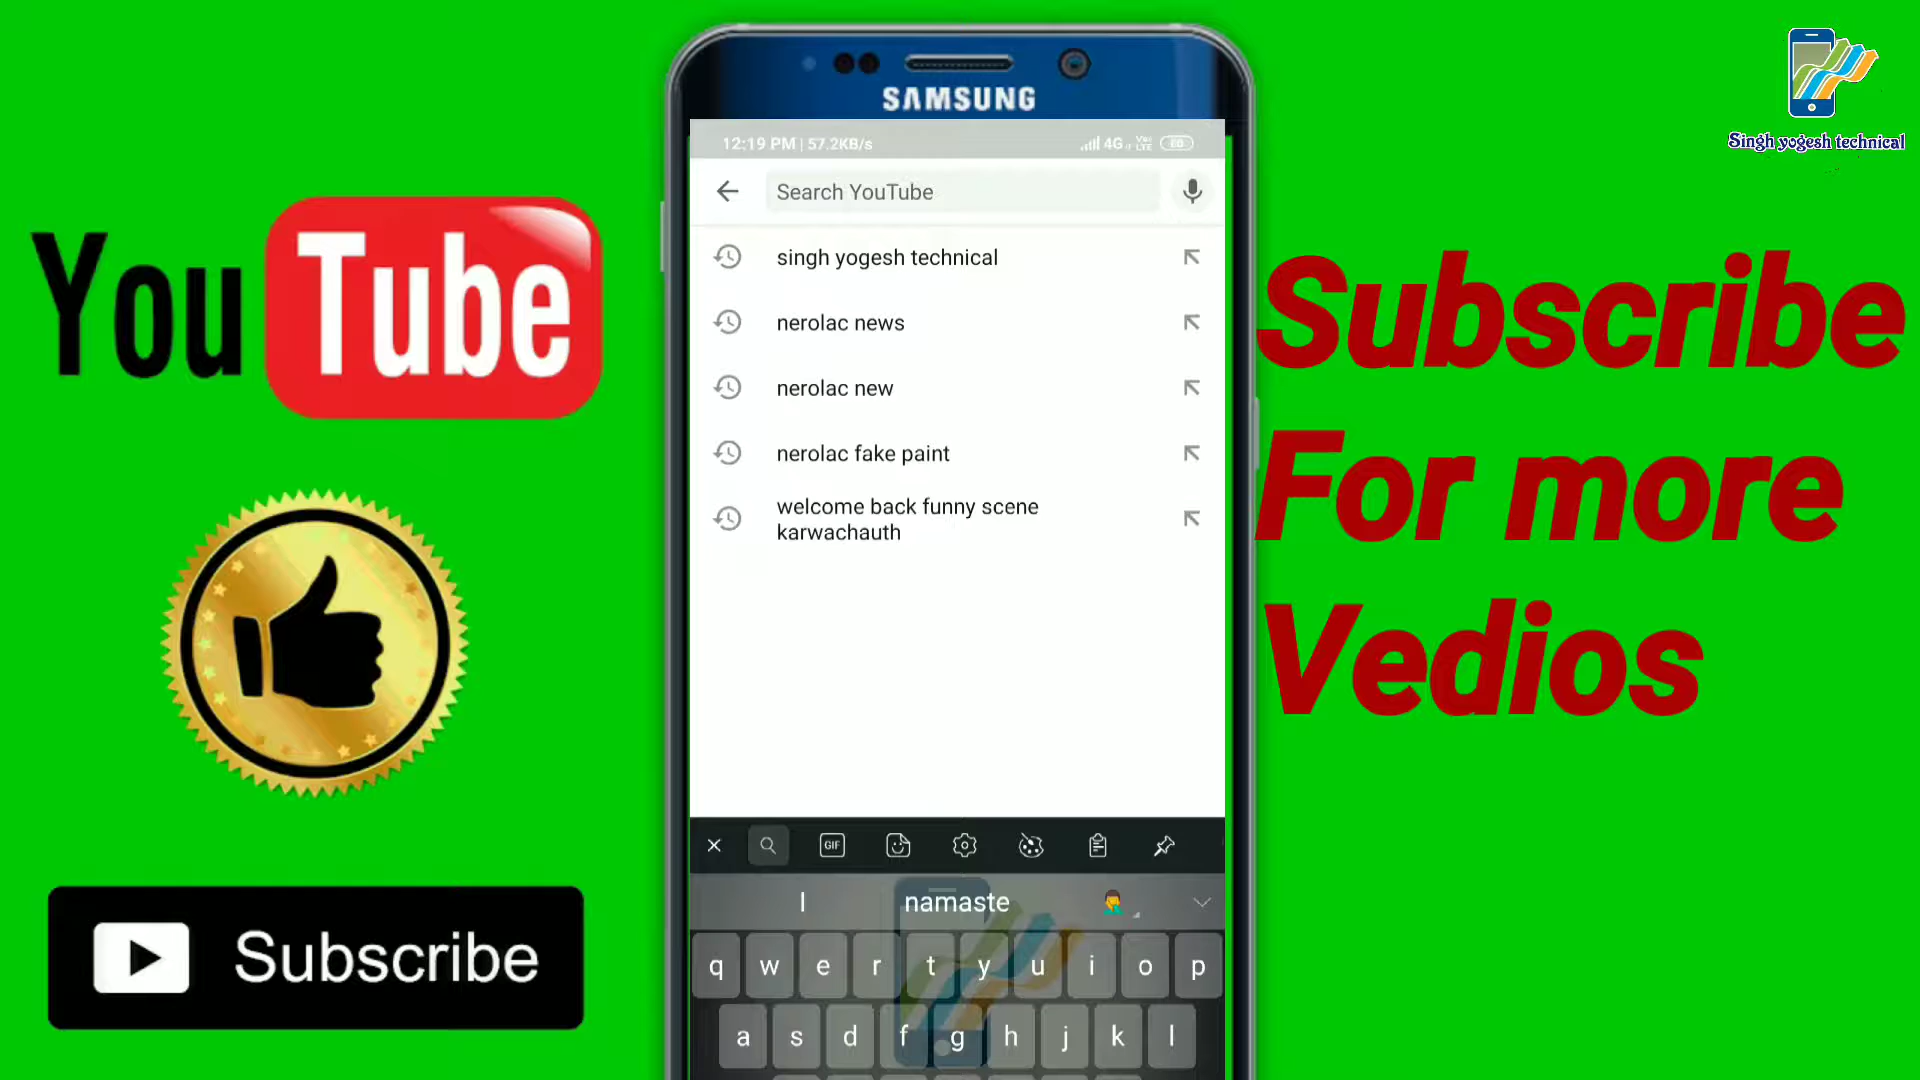 SAMSUNG
Singh yogesh technical
12:19 PM | 57.2KB/s
4G
Search YouTube
singh yogesh technical
nerolac news
nerolac new
nerolac fake paint
welcome back funny scene
karwachauth
YouTube
Subscribe
For more
Vedios
Subscribe
GIF
I namaste
q w e r t y u i o p
a s d f g h j k l